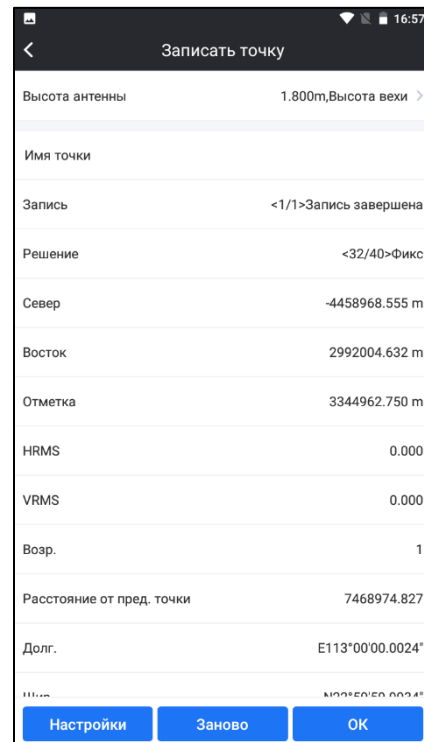 16:57
Записать точку
Высота антенны 1.800m,Высота вехи
Имя точки
Запись <1/1>Запись завершена
Решение <32/40>Фикс
Север -4458968.555 m
Восток 2992004.632 m
Отметка 3344962.750 m
HRMS 0.000
VRMS 0.000
Возр. 1
Расстояние от пред. точки 7468974.827
Долг. E113°00'00.0024"
Настройки Заново ОК